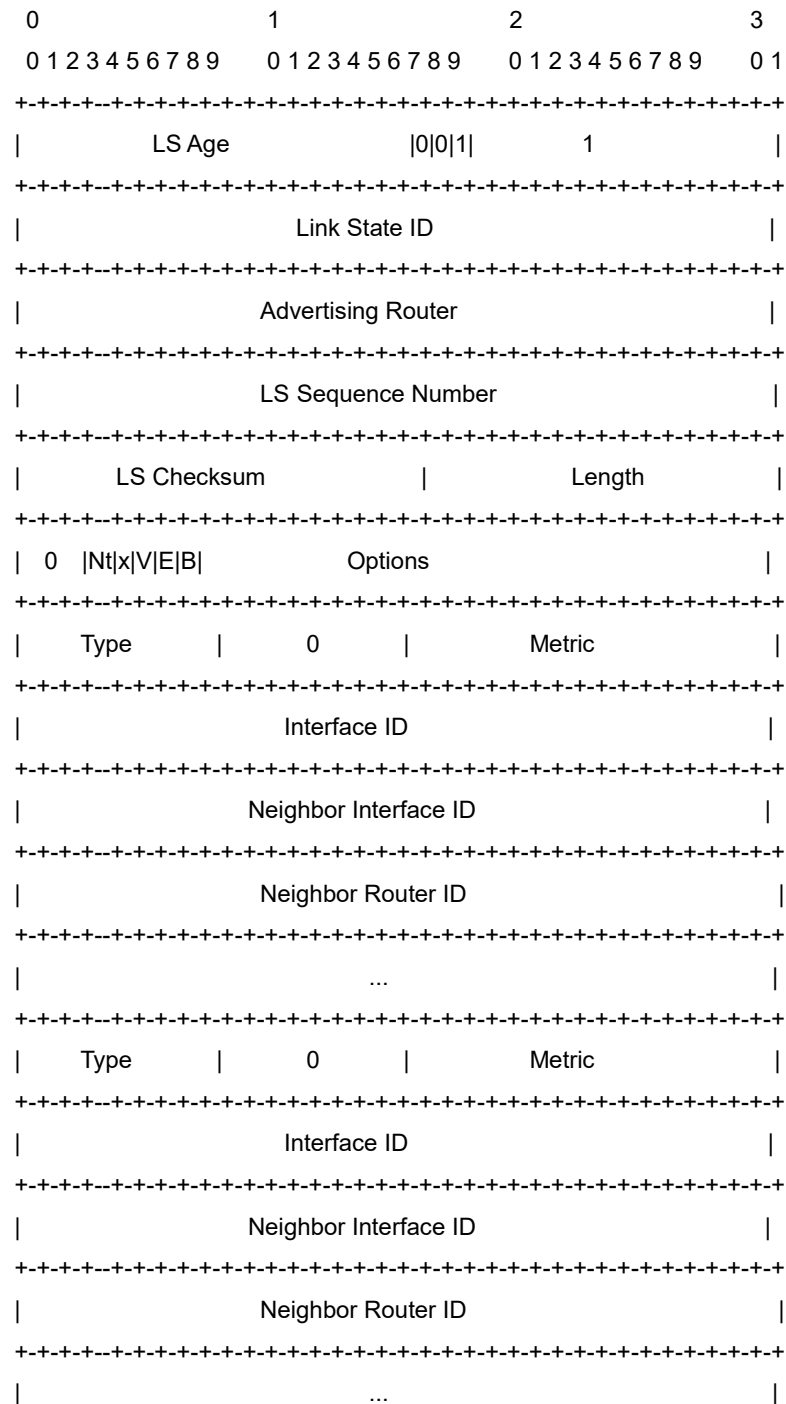 0 1 2 3
0 1 2 3 4 5 6 7 8 9 0 1 2 3 4 5 6 7 8 9 0 1 2 3 4 5 6 7 8 9 0 1
+-+-+-+--+-+-+-+-+-+-+-+-+-+-+-+-+-+-+-+-+-+-+-+-+-+-+-+-+-+-+-+
| LS Age |0|0|1| 1 |
+-+-+-+--+-+-+-+-+-+-+-+-+-+-+-+-+-+-+-+-+-+-+-+-+-+-+-+-+-+-+-+
| Link State ID |
+-+-+-+--+-+-+-+-+-+-+-+-+-+-+-+-+-+-+-+-+-+-+-+-+-+-+-+-+-+-+-+
| Advertising Router |
+-+-+-+--+-+-+-+-+-+-+-+-+-+-+-+-+-+-+-+-+-+-+-+-+-+-+-+-+-+-+-+
| LS Sequence Number |
+-+-+-+--+-+-+-+-+-+-+-+-+-+-+-+-+-+-+-+-+-+-+-+-+-+-+-+-+-+-+-+
| LS Checksum | Length |
+-+-+-+--+-+-+-+-+-+-+-+-+-+-+-+-+-+-+-+-+-+-+-+-+-+-+-+-+-+-+-+
| 0 |Nt|x|V|E|B| Options |
+-+-+-+--+-+-+-+-+-+-+-+-+-+-+-+-+-+-+-+-+-+-+-+-+-+-+-+-+-+-+-+
| Type | 0 | Metric |
+-+-+-+--+-+-+-+-+-+-+-+-+-+-+-+-+-+-+-+-+-+-+-+-+-+-+-+-+-+-+-+
| Interface ID |
+-+-+-+--+-+-+-+-+-+-+-+-+-+-+-+-+-+-+-+-+-+-+-+-+-+-+-+-+-+-+-+
| Neighbor Interface ID |
+-+-+-+--+-+-+-+-+-+-+-+-+-+-+-+-+-+-+-+-+-+-+-+-+-+-+-+-+-+-+-+
| Neighbor Router ID |
+-+-+-+--+-+-+-+-+-+-+-+-+-+-+-+-+-+-+-+-+-+-+-+-+-+-+-+-+-+-+-+
| ... |
+-+-+-+--+-+-+-+-+-+-+-+-+-+-+-+-+-+-+-+-+-+-+-+-+-+-+-+-+-+-+-+
| Type | 0 | Metric |
+-+-+-+--+-+-+-+-+-+-+-+-+-+-+-+-+-+-+-+-+-+-+-+-+-+-+-+-+-+-+-+
| Interface ID |
+-+-+-+--+-+-+-+-+-+-+-+-+-+-+-+-+-+-+-+-+-+-+-+-+-+-+-+-+-+-+-+
| Neighbor Interface ID |
+-+-+-+--+-+-+-+-+-+-+-+-+-+-+-+-+-+-+-+-+-+-+-+-+-+-+-+-+-+-+-+
| Neighbor Router ID |
+-+-+-+--+-+-+-+-+-+-+-+-+-+-+-+-+-+-+-+-+-+-+-+-+-+-+-+-+-+-+-+
| ... |